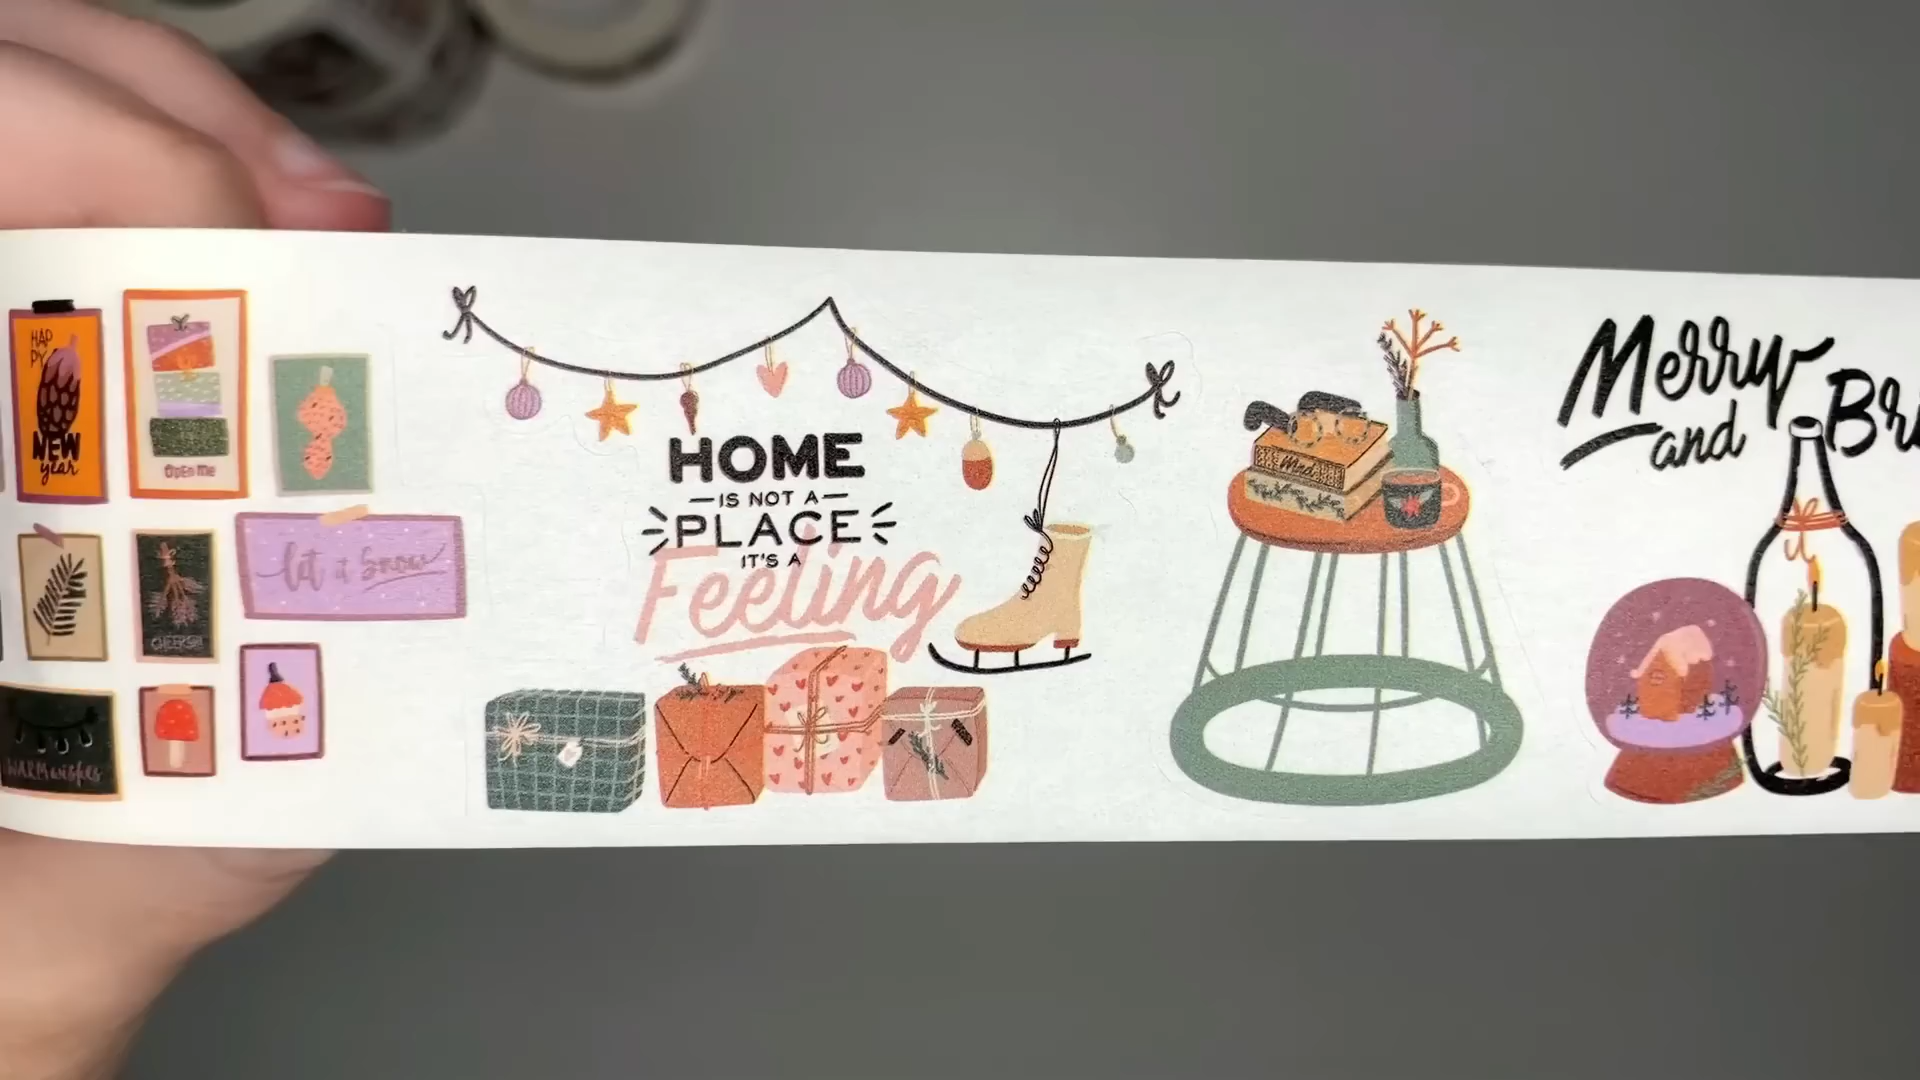 HAP
PY
NEW
year
OPEN ME
let it snow
CHEERS!
WARM wishes
HOME
IS NOT A
PLACE
IT'S A
Feeling
Merry
and